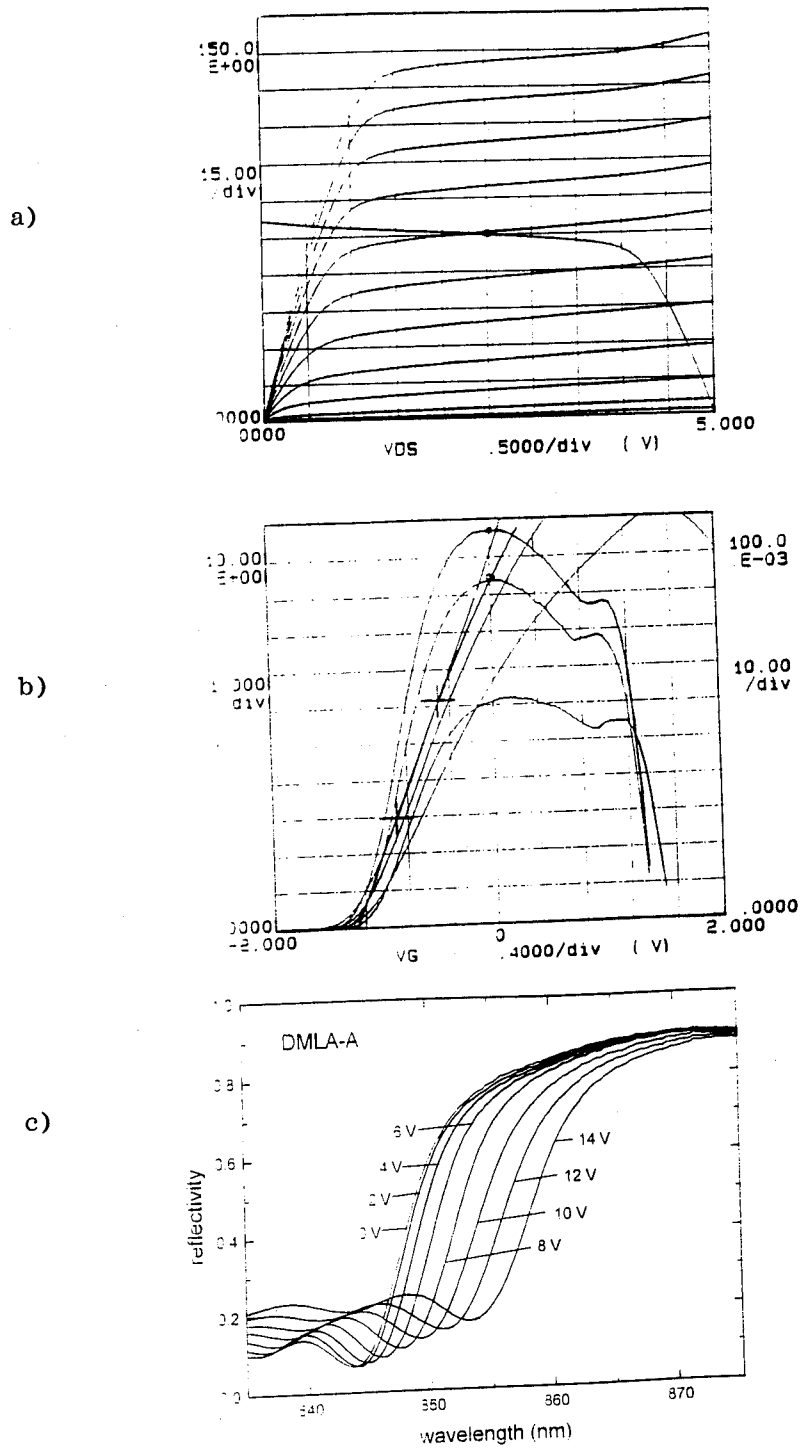 a)
150.0
E+00
15.00
/div
.0000
.0000
5.000
VDS .5000/div ( V)
b)
10.00
E+00
div
.0000
-2.000
0
2.000
VG .4000/div ( V)
100.0
E-03
10.00
/div
.0000
c)
DMLA-A
reflectivity
0.8
0.6
0.4
0.2
0.0
6 V
4 V
2 V
0 V
14 V
12 V
10 V
8 V
840
850
860
870
wavelength (nm)